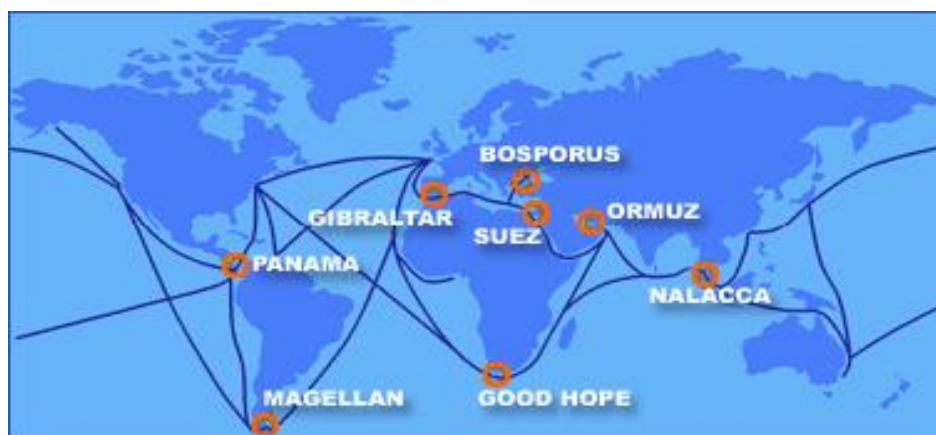 BOSPORUS
GIBRALTAR
ORMUZ
SUEZ
PANAMA
NALACCA
MAGELLAN
GOOD HOPE